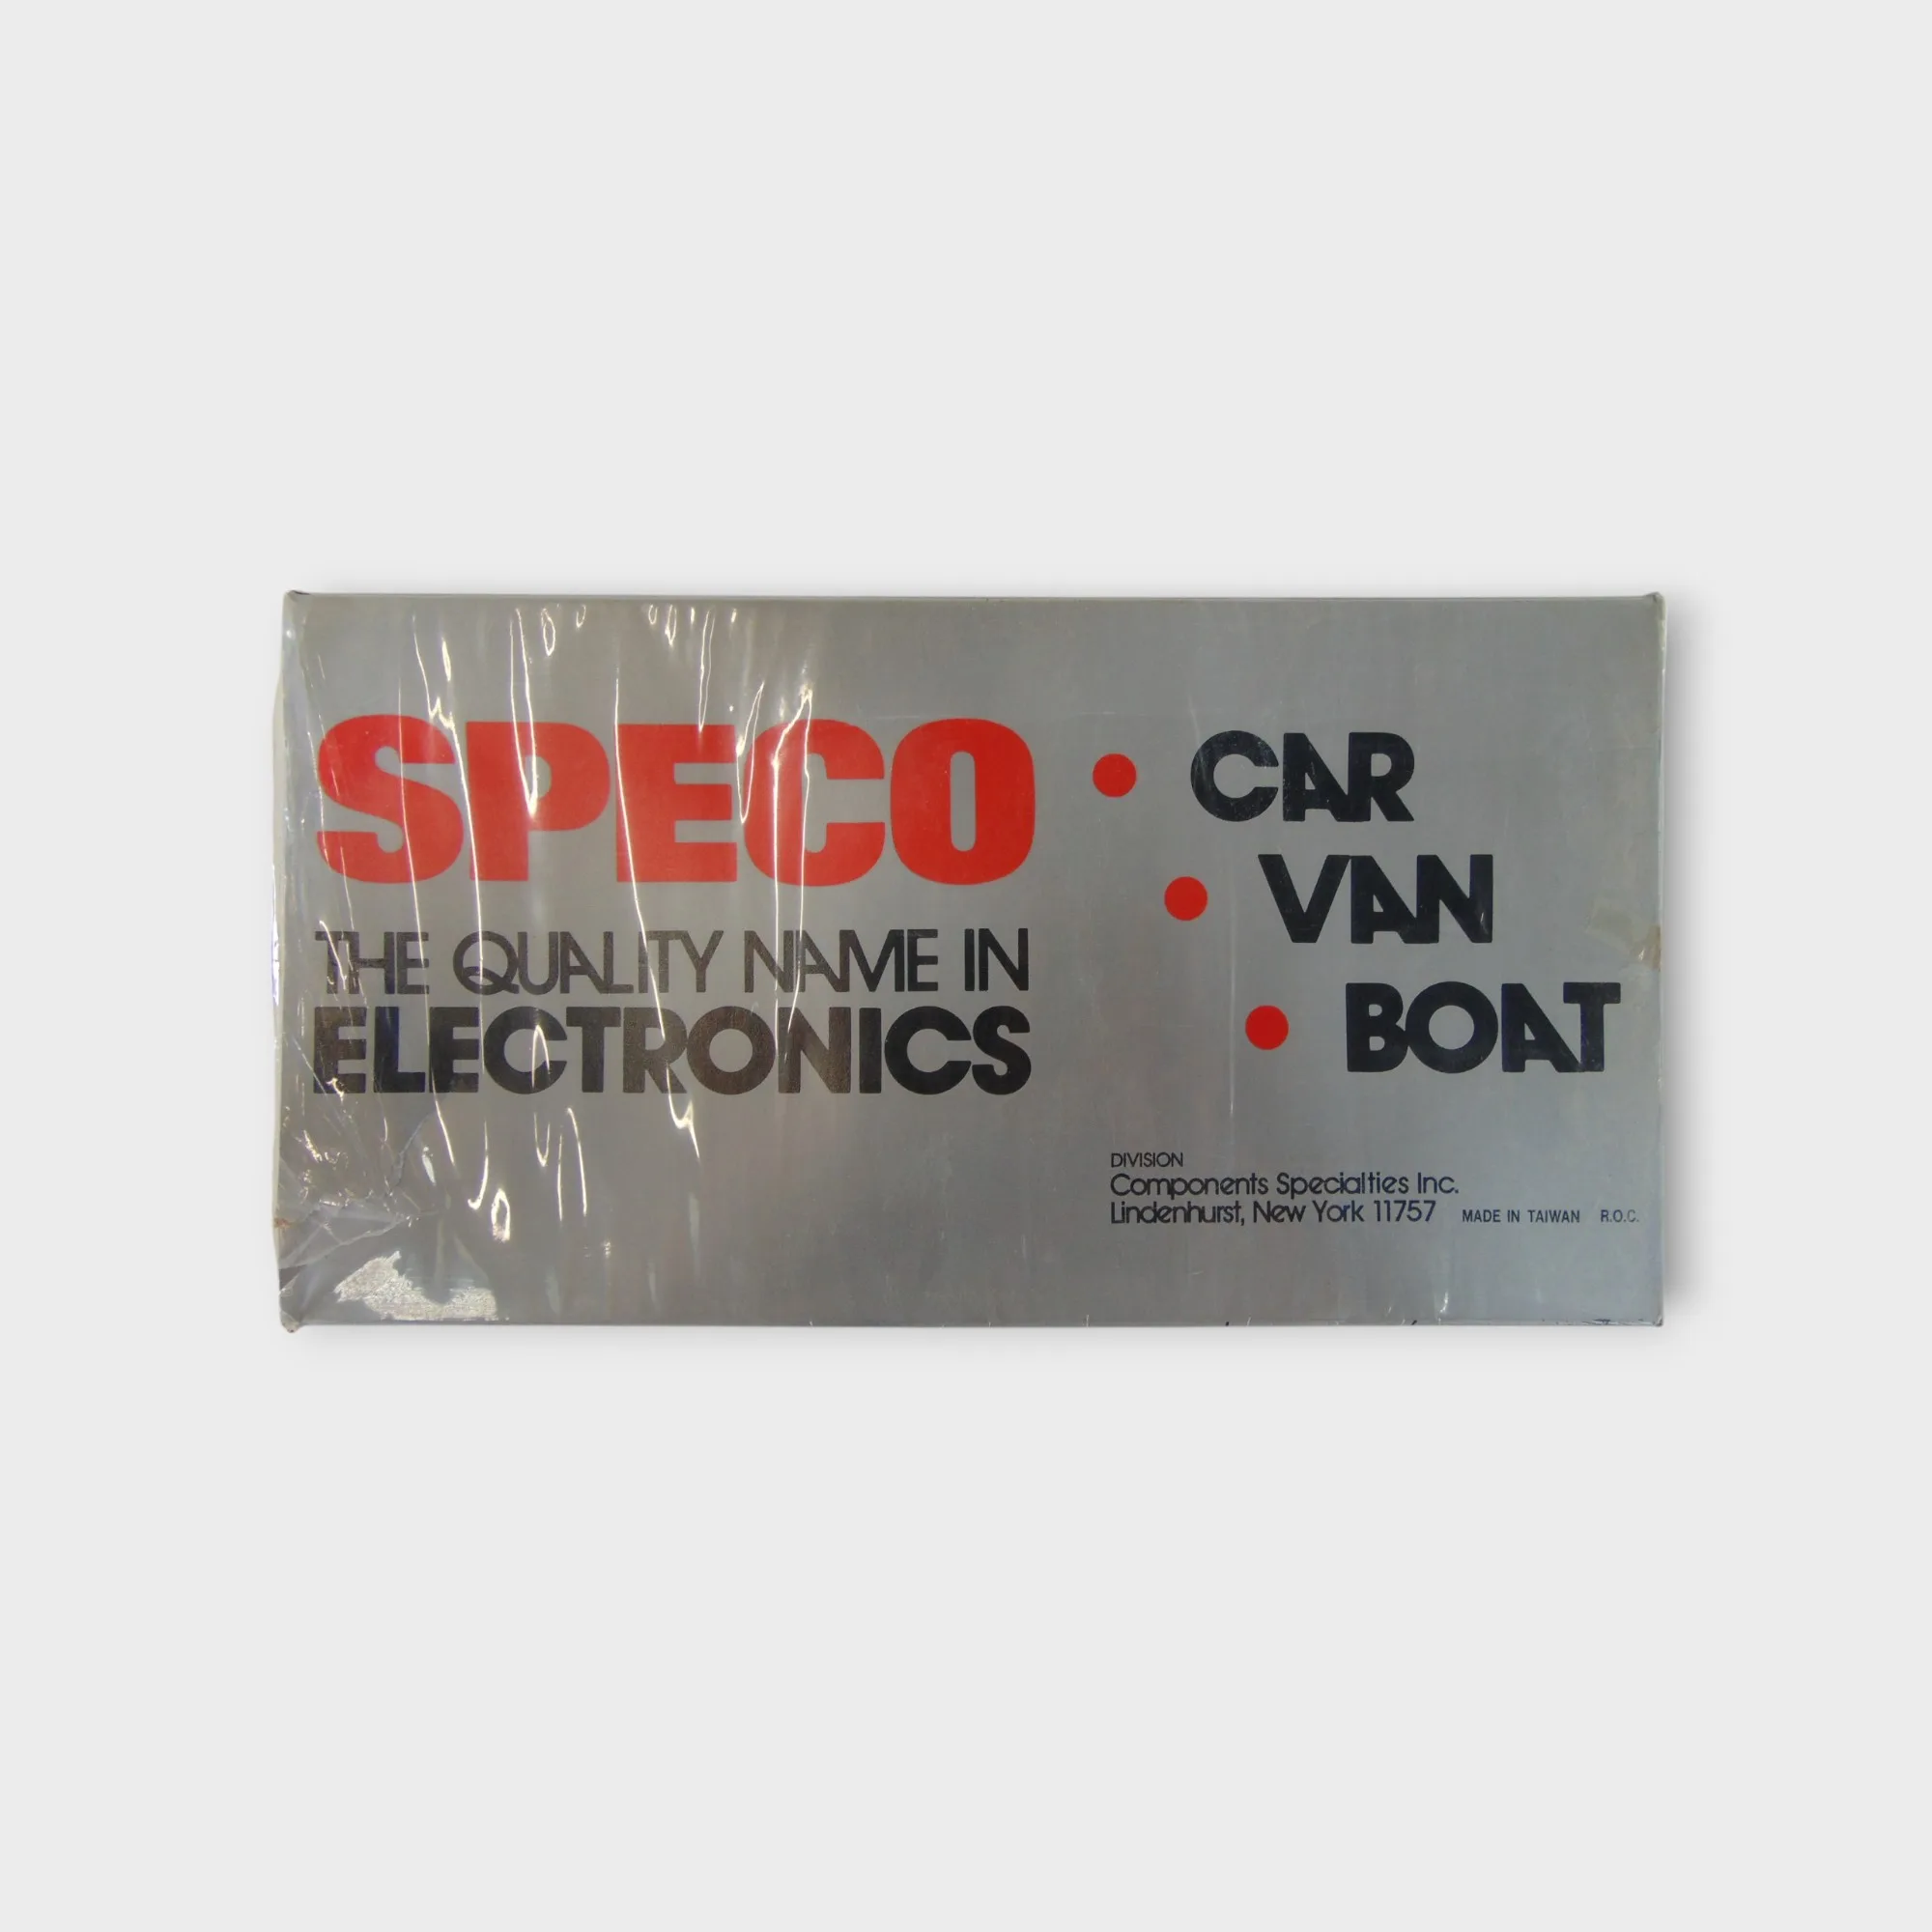 SPECO
THE QUALITY NAME IN
ELECTRONICS
• CAR
• VAN
• BOAT
DIVISION
Components Specialties Inc.
Lindenhurst, New York 11757 MADE IN TAIWAN R.O.C.